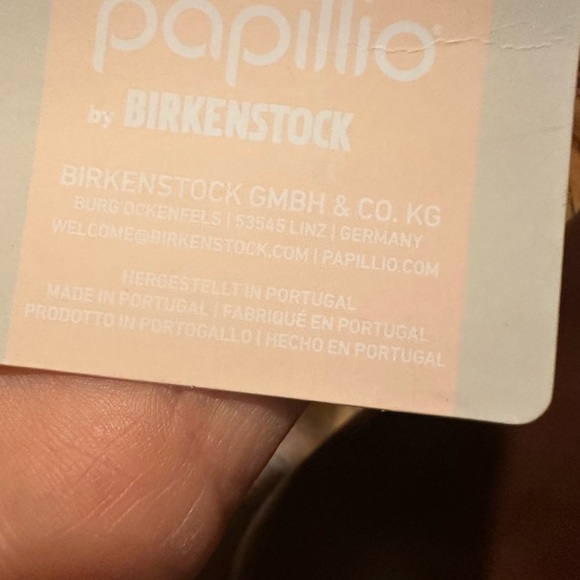 papillio
by BIRKENSTOCK
BIRKENSTOCK GMBH & CO. KG
BURG OCKENFELS | 53545 LINZ | GERMANY
WELCOME@BIRKENSTOCK.COM | PAPILLIO.COM
HERGESTELLT IN PORTUGAL
MADE IN PORTUGAL | FABRIQUÉ EN PORTUGAL
PRODOTTO IN PORTOGALLO | HECHO EN PORTUGAL